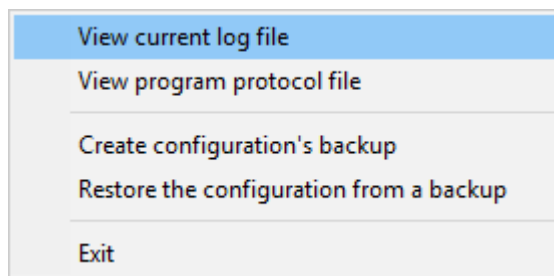 View current log file
View program protocol file
Create configuration's backup
Restore the configuration from a backup
Exit